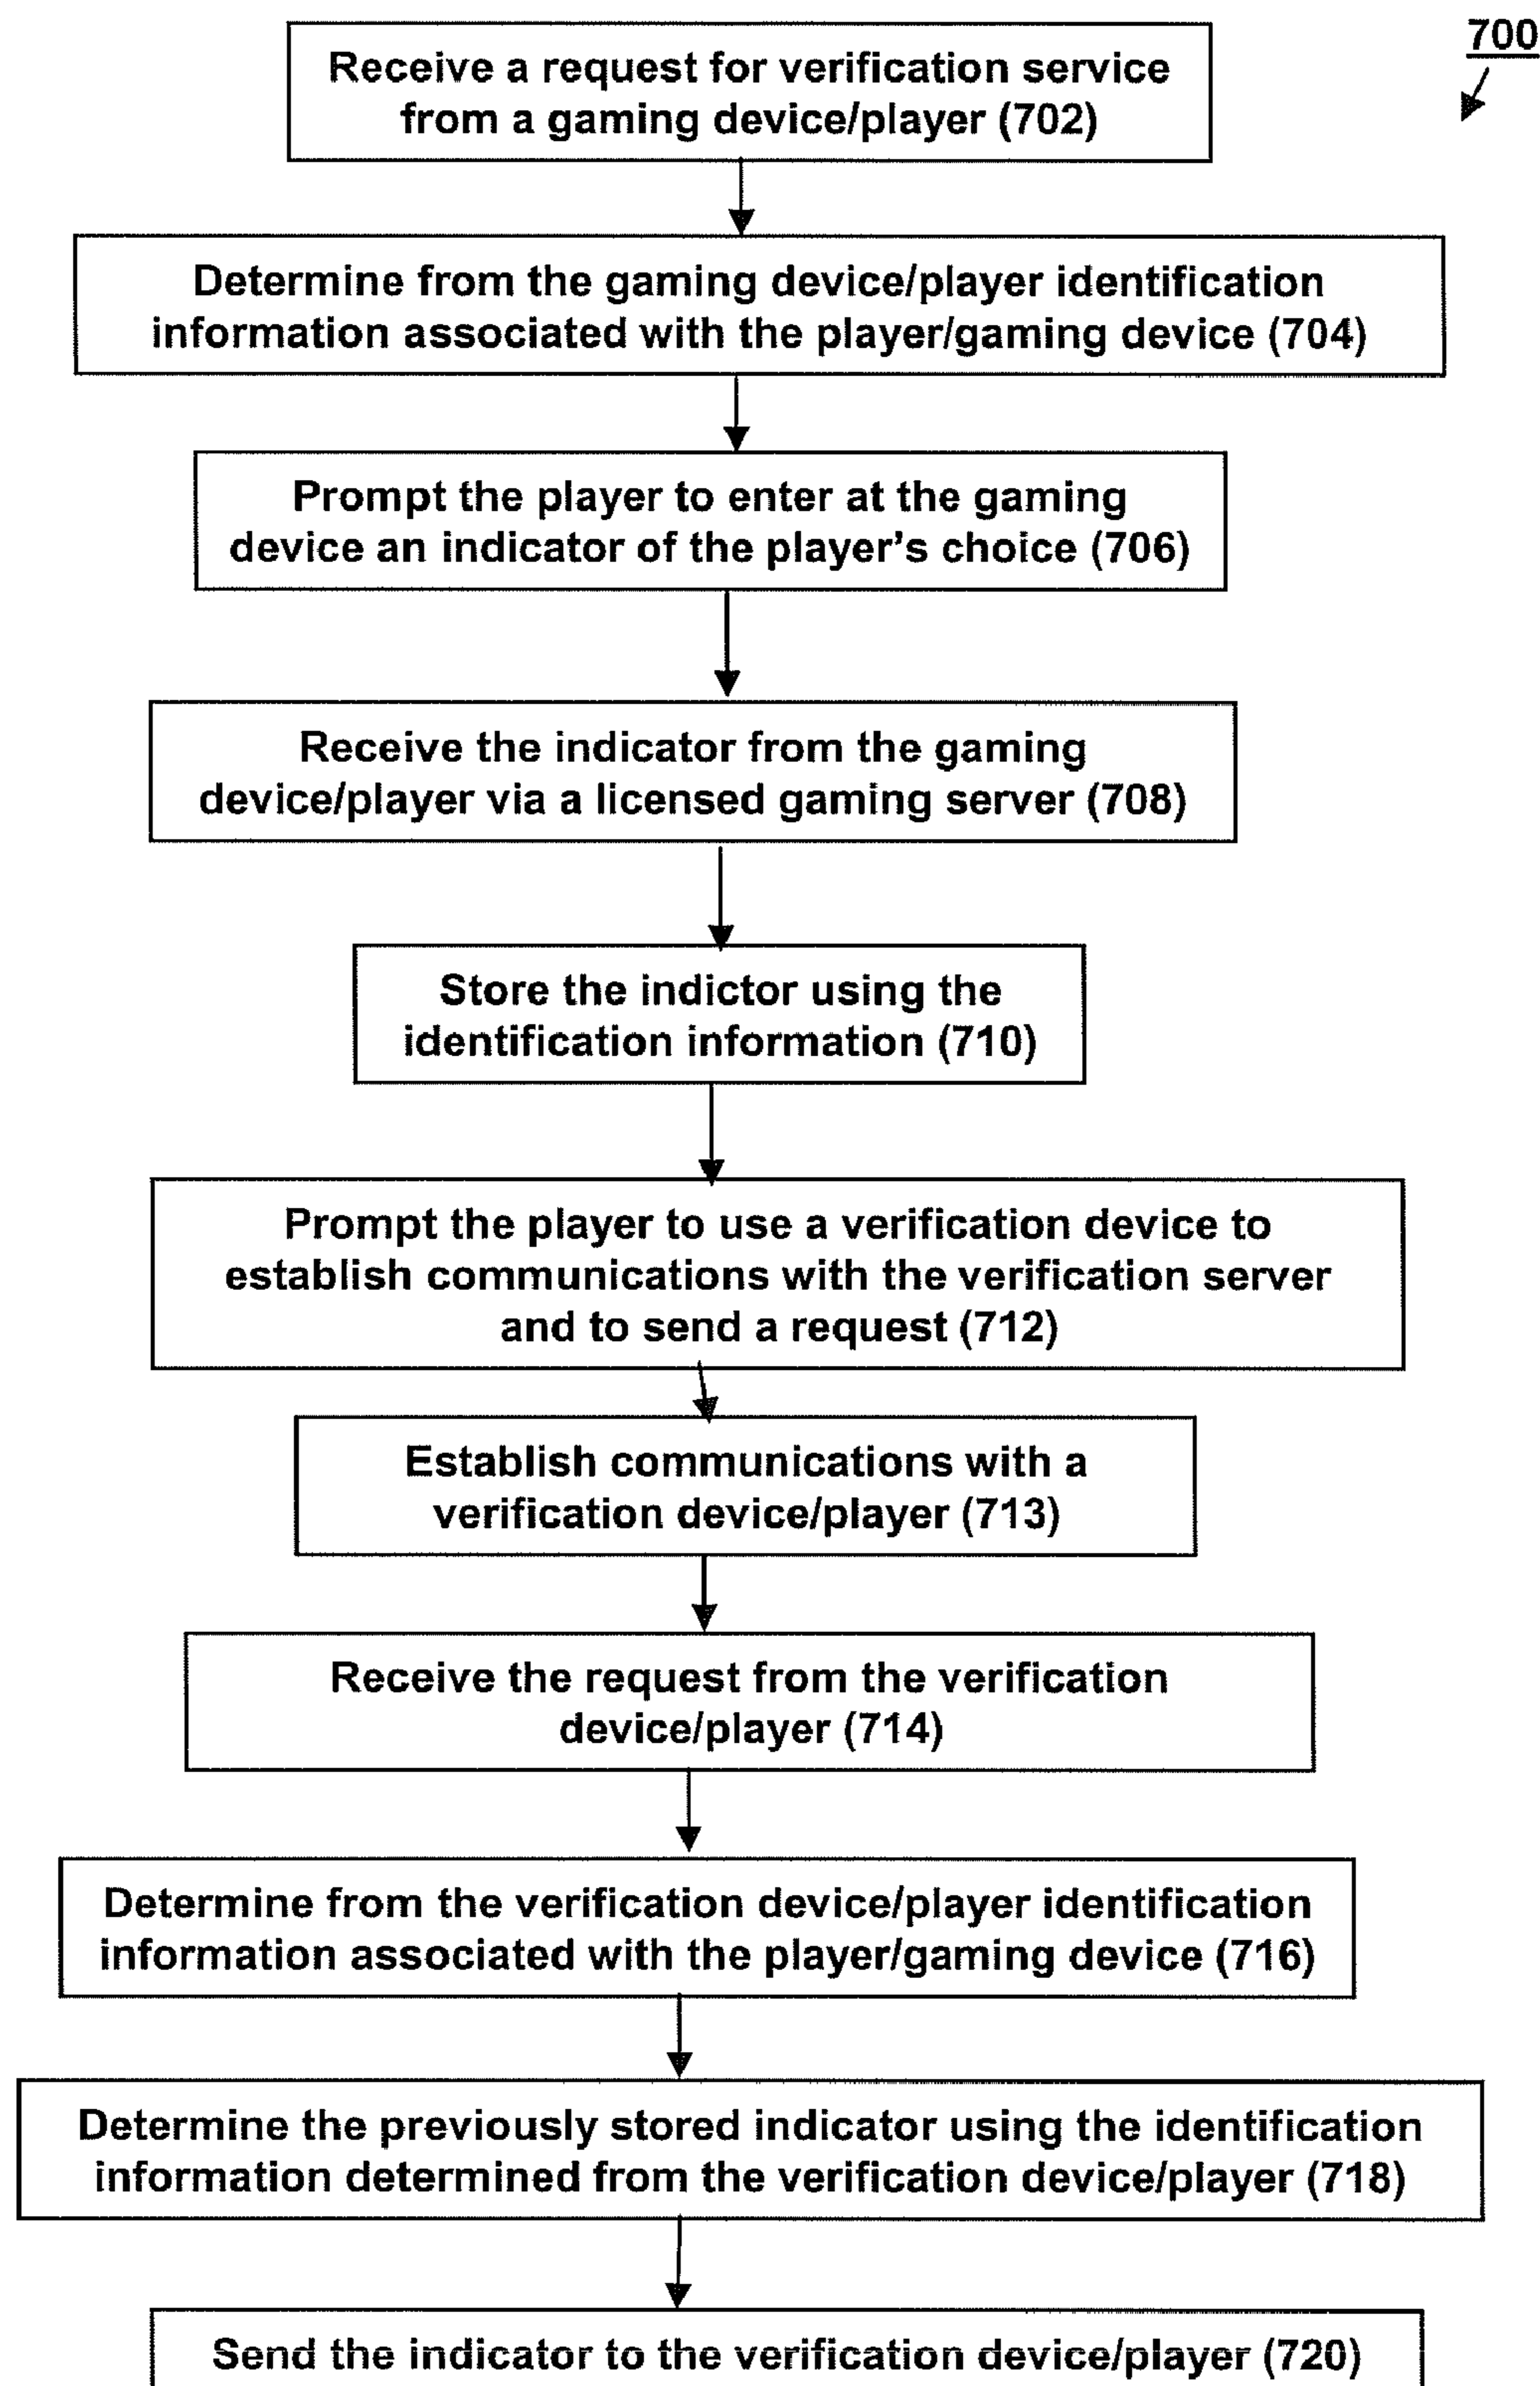 700
Receive a request for verification service
from a gaming device/player (702)
Determine from the gaming device/player identification
information associated with the player/gaming device (704)
Prompt the player to enter at the gaming
device an indicator of the player's choice (706)
Receive the indicator from the gaming
device/player via a licensed gaming server (708)
Store the indictor using the
identification information (710)
Prompt the player to use a verification device to
establish communications with the verification server
and to send a request (712)
Establish communications with a
verification device/player (713)
Receive the request from the verification
device/player (714)
Determine from the verification device/player identification
information associated with the player/gaming device (716)
Determine the previously stored indicator using the identification
information determined from the verification device/player (718)
Send the indicator to the verification device/player (720)